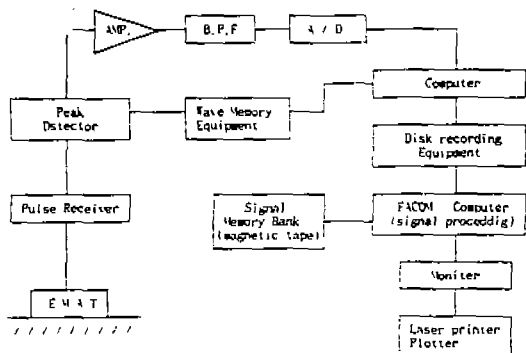 AMP.
B.P.F
A / D
Computer
Peak
Dstector
Wave Memory
Equipment
Disk recording
Equipment
Pulse Receiver
Signal
Memory Bank
(magnetic tape)
FACOM Computer
(signal proceddig)
Moniter
E M A T
Laser printer
Plotter